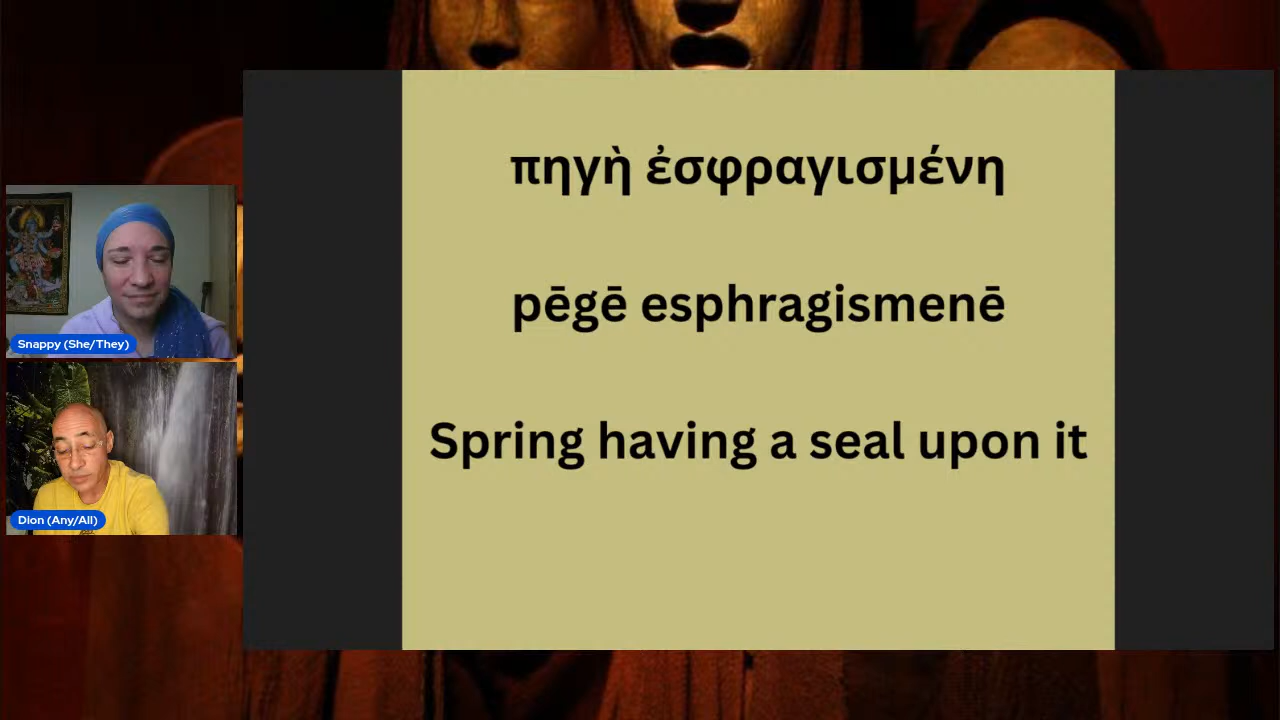 πηγὴ ἐσφραγισμένη
pēgē esphragismenē
Spring having a seal upon it
Snappy (She/They)
Dion (Any/All)